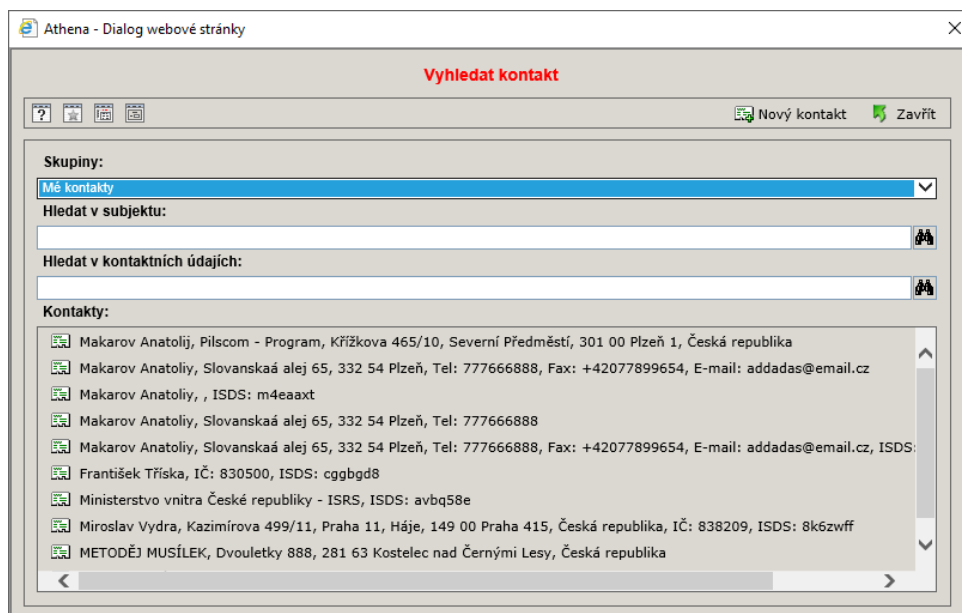 Athena - Dialog webové stránky
Vyhledat kontakt
Nový kontakt Zavřít
Skupiny:
Mé kontakty
Hledat v subjektu:
Hledat v kontaktních údajích:
Kontakty:
Makarov Anatolij, Pilscom - Program, Křížkova 465/10, Severní Předměstí, 301 00 Plzeň 1, Česká republika
Makarov Anatoliy, Slovanskaá alej 65, 332 54 Plzeň, Tel: 777666888, Fax: +42077899654, E-mail: addadas@email.cz
Makarov Anatoliy, , ISDS: m4eaaxt
Makarov Anatoliy, Slovanskaá alej 65, 332 54 Plzeň, Tel: 777666888
Makarov Anatoliy, Slovanskaá alej 65, 332 54 Plzeň, Tel: 777666888, Fax: +42077899654, E-mail: addadas@email.cz, ISDS:
František Tříska, IČ: 830500, ISDS: cggbgd8
Ministerstvo vnitra České republiky - ISRS, ISDS: avbq58e
Miroslav Vydra, Kazimírova 499/11, Praha 11, Háje, 149 00 Praha 415, Česká republika, IČ: 838209, ISDS: 8k6zwff
METODĚJ MUSÍLEK, Dvouletky 888, 281 63 Kostelec nad Černými Lesy, Česká republika